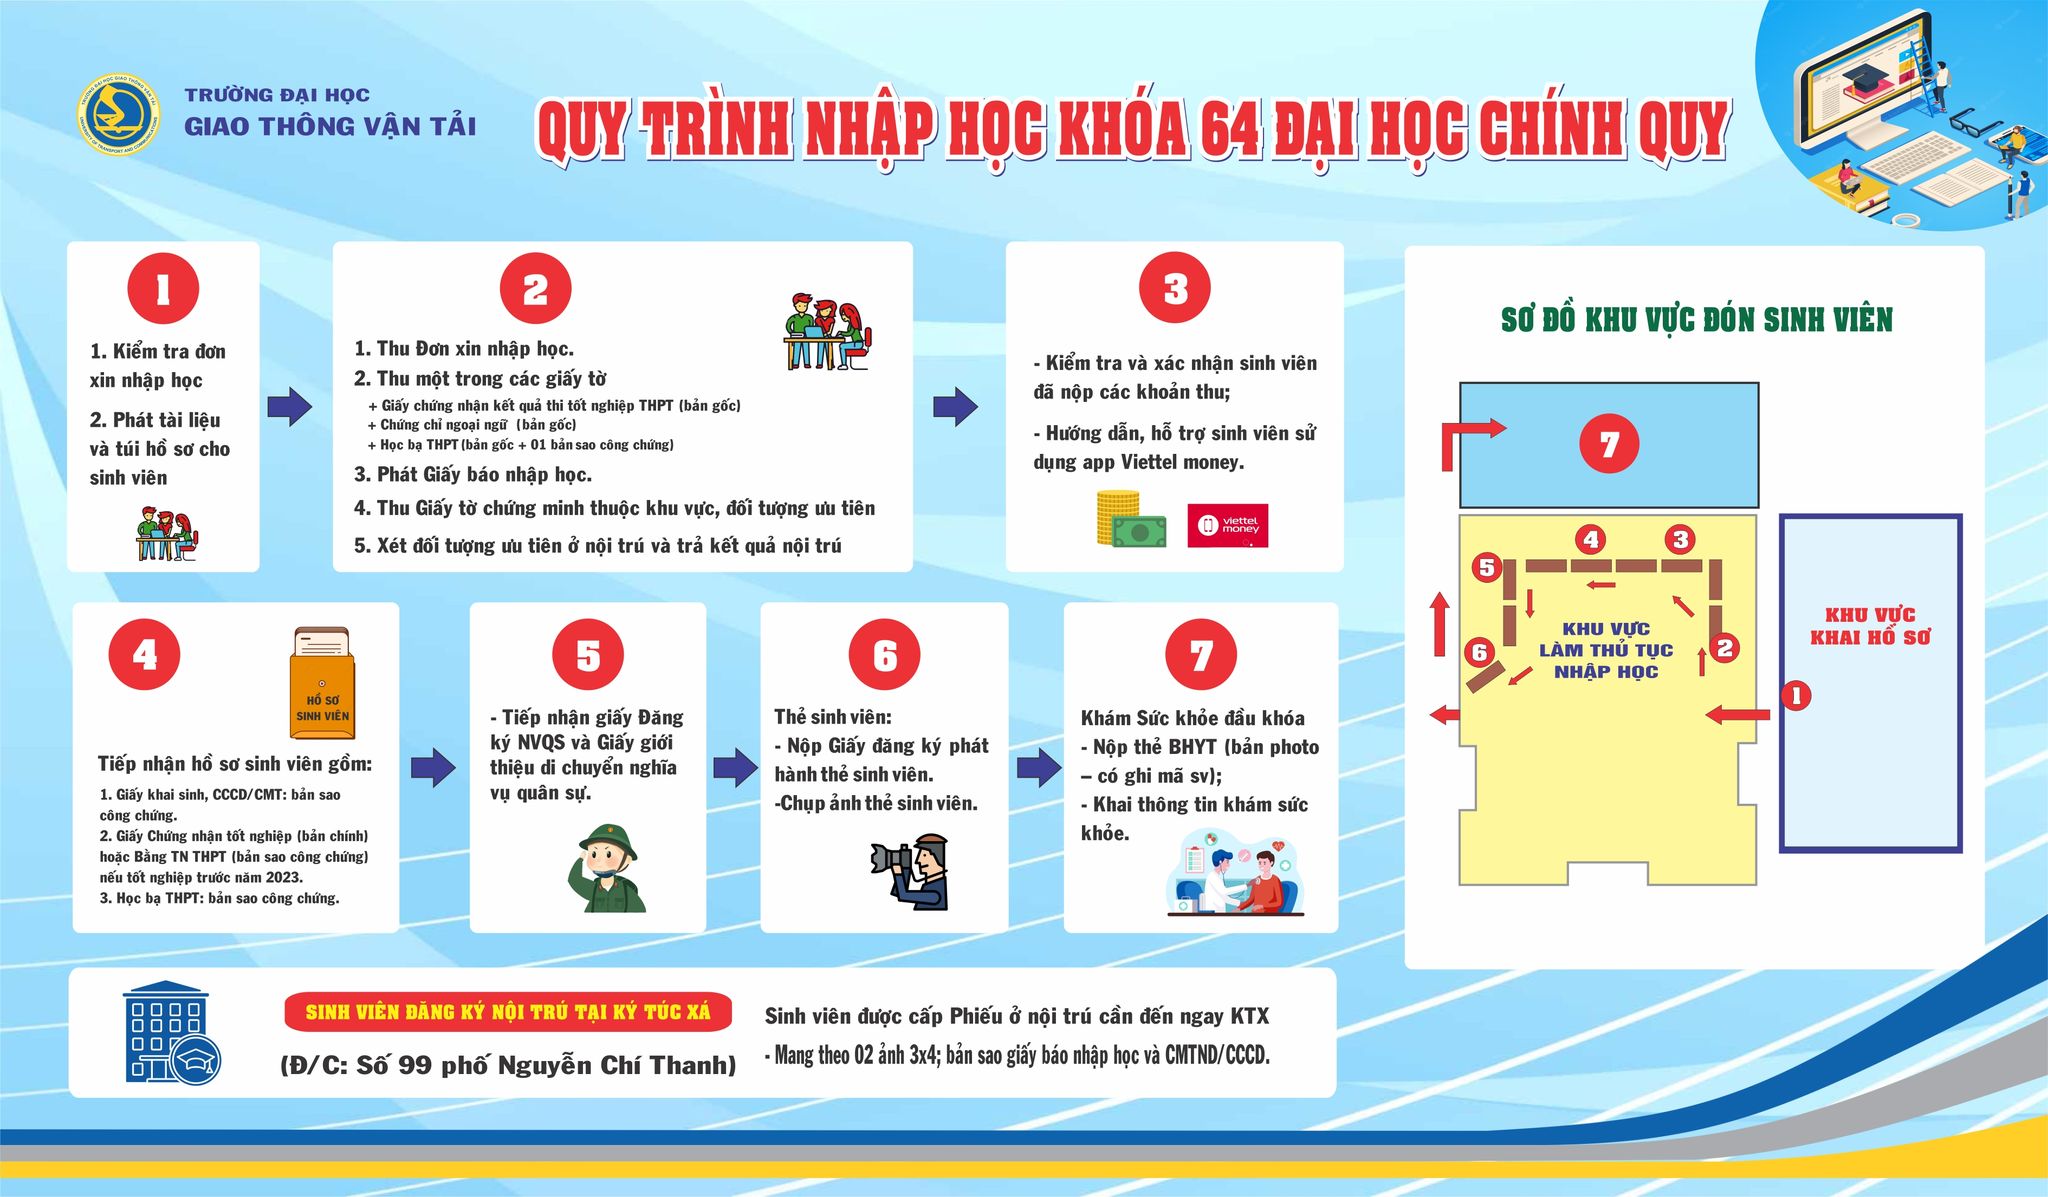 TRƯỜNG ĐẠI HỌC
GIAO THÔNG VẬN TẢI
TRƯỜNG ĐẠI HỌC GIAO THÔNG VẬN TẢI
UNIVERSITY OF TRANSPORT AND COMMUNICATIONS
QUY TRÌNH NHẬP HỌC KHÓA 64 ĐẠI HỌC CHÍNH QUY
1
1. Kiểm tra đơn
xin nhập học
2. Phát tài liệu
và túi hồ sơ cho
sinh viên
2
1. Thu Đơn xin nhập học.
2. Thu một trong các giấy tờ
+ Giấy chứng nhận kết quả thi tốt nghiệp THPT (bản gốc)
+ Chứng chỉ ngoại ngữ (bản gốc)
+ Học bạ THPT (bản gốc + 01 bản sao công chứng)
3. Phát Giấy báo nhập học.
4. Thu Giấy tờ chứng minh thuộc khu vực, đối tượng ưu tiên
5. Xét đối tượng ưu tiên ở nội trú và trả kết quả nội trú
3
- Kiểm tra và xác nhận sinh viên
đã nộp các khoản thu;
- Hướng dẫn, hỗ trợ sinh viên sử
dụng app Viettel money.
viettel
money
4
HỒ SƠ
SINH VIÊN
Tiếp nhận hồ sơ sinh viên gồm:
1. Giấy khai sinh, CCCD/CMT: bản sao
công chứng.
2. Giấy Chứng nhận tốt nghiệp (bản chính)
hoặc Bằng TN THPT (bản sao công chứng)
nếu tốt nghiệp trước năm 2023.
3. Học bạ THPT: bản sao công chứng.
5
- Tiếp nhận giấy Đăng
ký NVQS và Giấy giới
thiệu di chuyển nghĩa
vụ quân sự.
6
Thẻ sinh viên:
- Nộp Giấy đăng ký phát
hành thẻ sinh viên.
-Chụp ảnh thẻ sinh viên.
7
Khám Sức khỏe đầu khóa
- Nộp thẻ BHYT (bản photo
– có ghi mã sv);
- Khai thông tin khám sức
khỏe.
SƠ ĐỒ KHU VỰC ĐÓN SINH VIÊN
7
4
3
5
6
2
1
KHU VỰC
LÀM THỦ TỤC
NHẬP HỌC
KHU VỰC
KHAI HỒ SƠ
SINH VIÊN ĐĂNG KÝ NỘI TRÚ TẠI KÝ TÚC XÁ
(Đ/C: Số 99 phố Nguyễn Chí Thanh)
Sinh viên được cấp Phiếu ở nội trú cần đến ngay KTX
- Mang theo 02 ảnh 3x4; bản sao giấy báo nhập học và CMTND/CCCD.